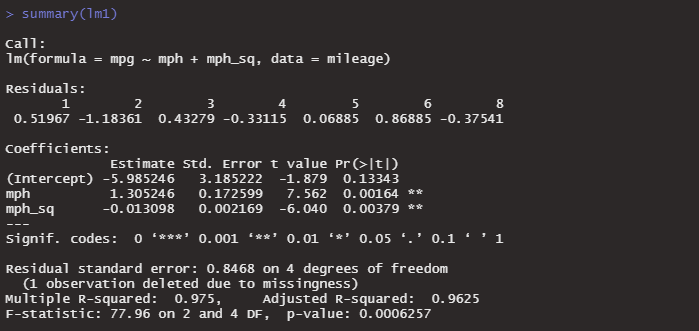 > summary(lm1)
Call:
lm(formula = mpg ~ mph + mph_sq, data = mileage)
Residuals:
1 2 3 4 5 6 8
0.51967 -1.18361 0.43279 -0.33115 0.06885 0.86885 -0.37541
Coefficients:
Estimate Std. Error t value Pr(>|t|)
(Intercept) -5.985246 3.185222 -1.879 0.13343
mph 1.305246 0.172599 7.562 0.00164 **
mph_sq -0.013098 0.002169 -6.040 0.00379 **
---
Signif. codes: 0 ‘***’ 0.001 ‘**’ 0.01 ‘*’ 0.05 ‘.’ 0.1 ‘ ’ 1
Residual standard error: 0.8468 on 4 degrees of freedom
(1 observation deleted due to missingness)
Multiple R-squared: 0.975, Adjusted R-squared: 0.9625
F-statistic: 77.96 on 2 and 4 DF, p-value: 0.0006257